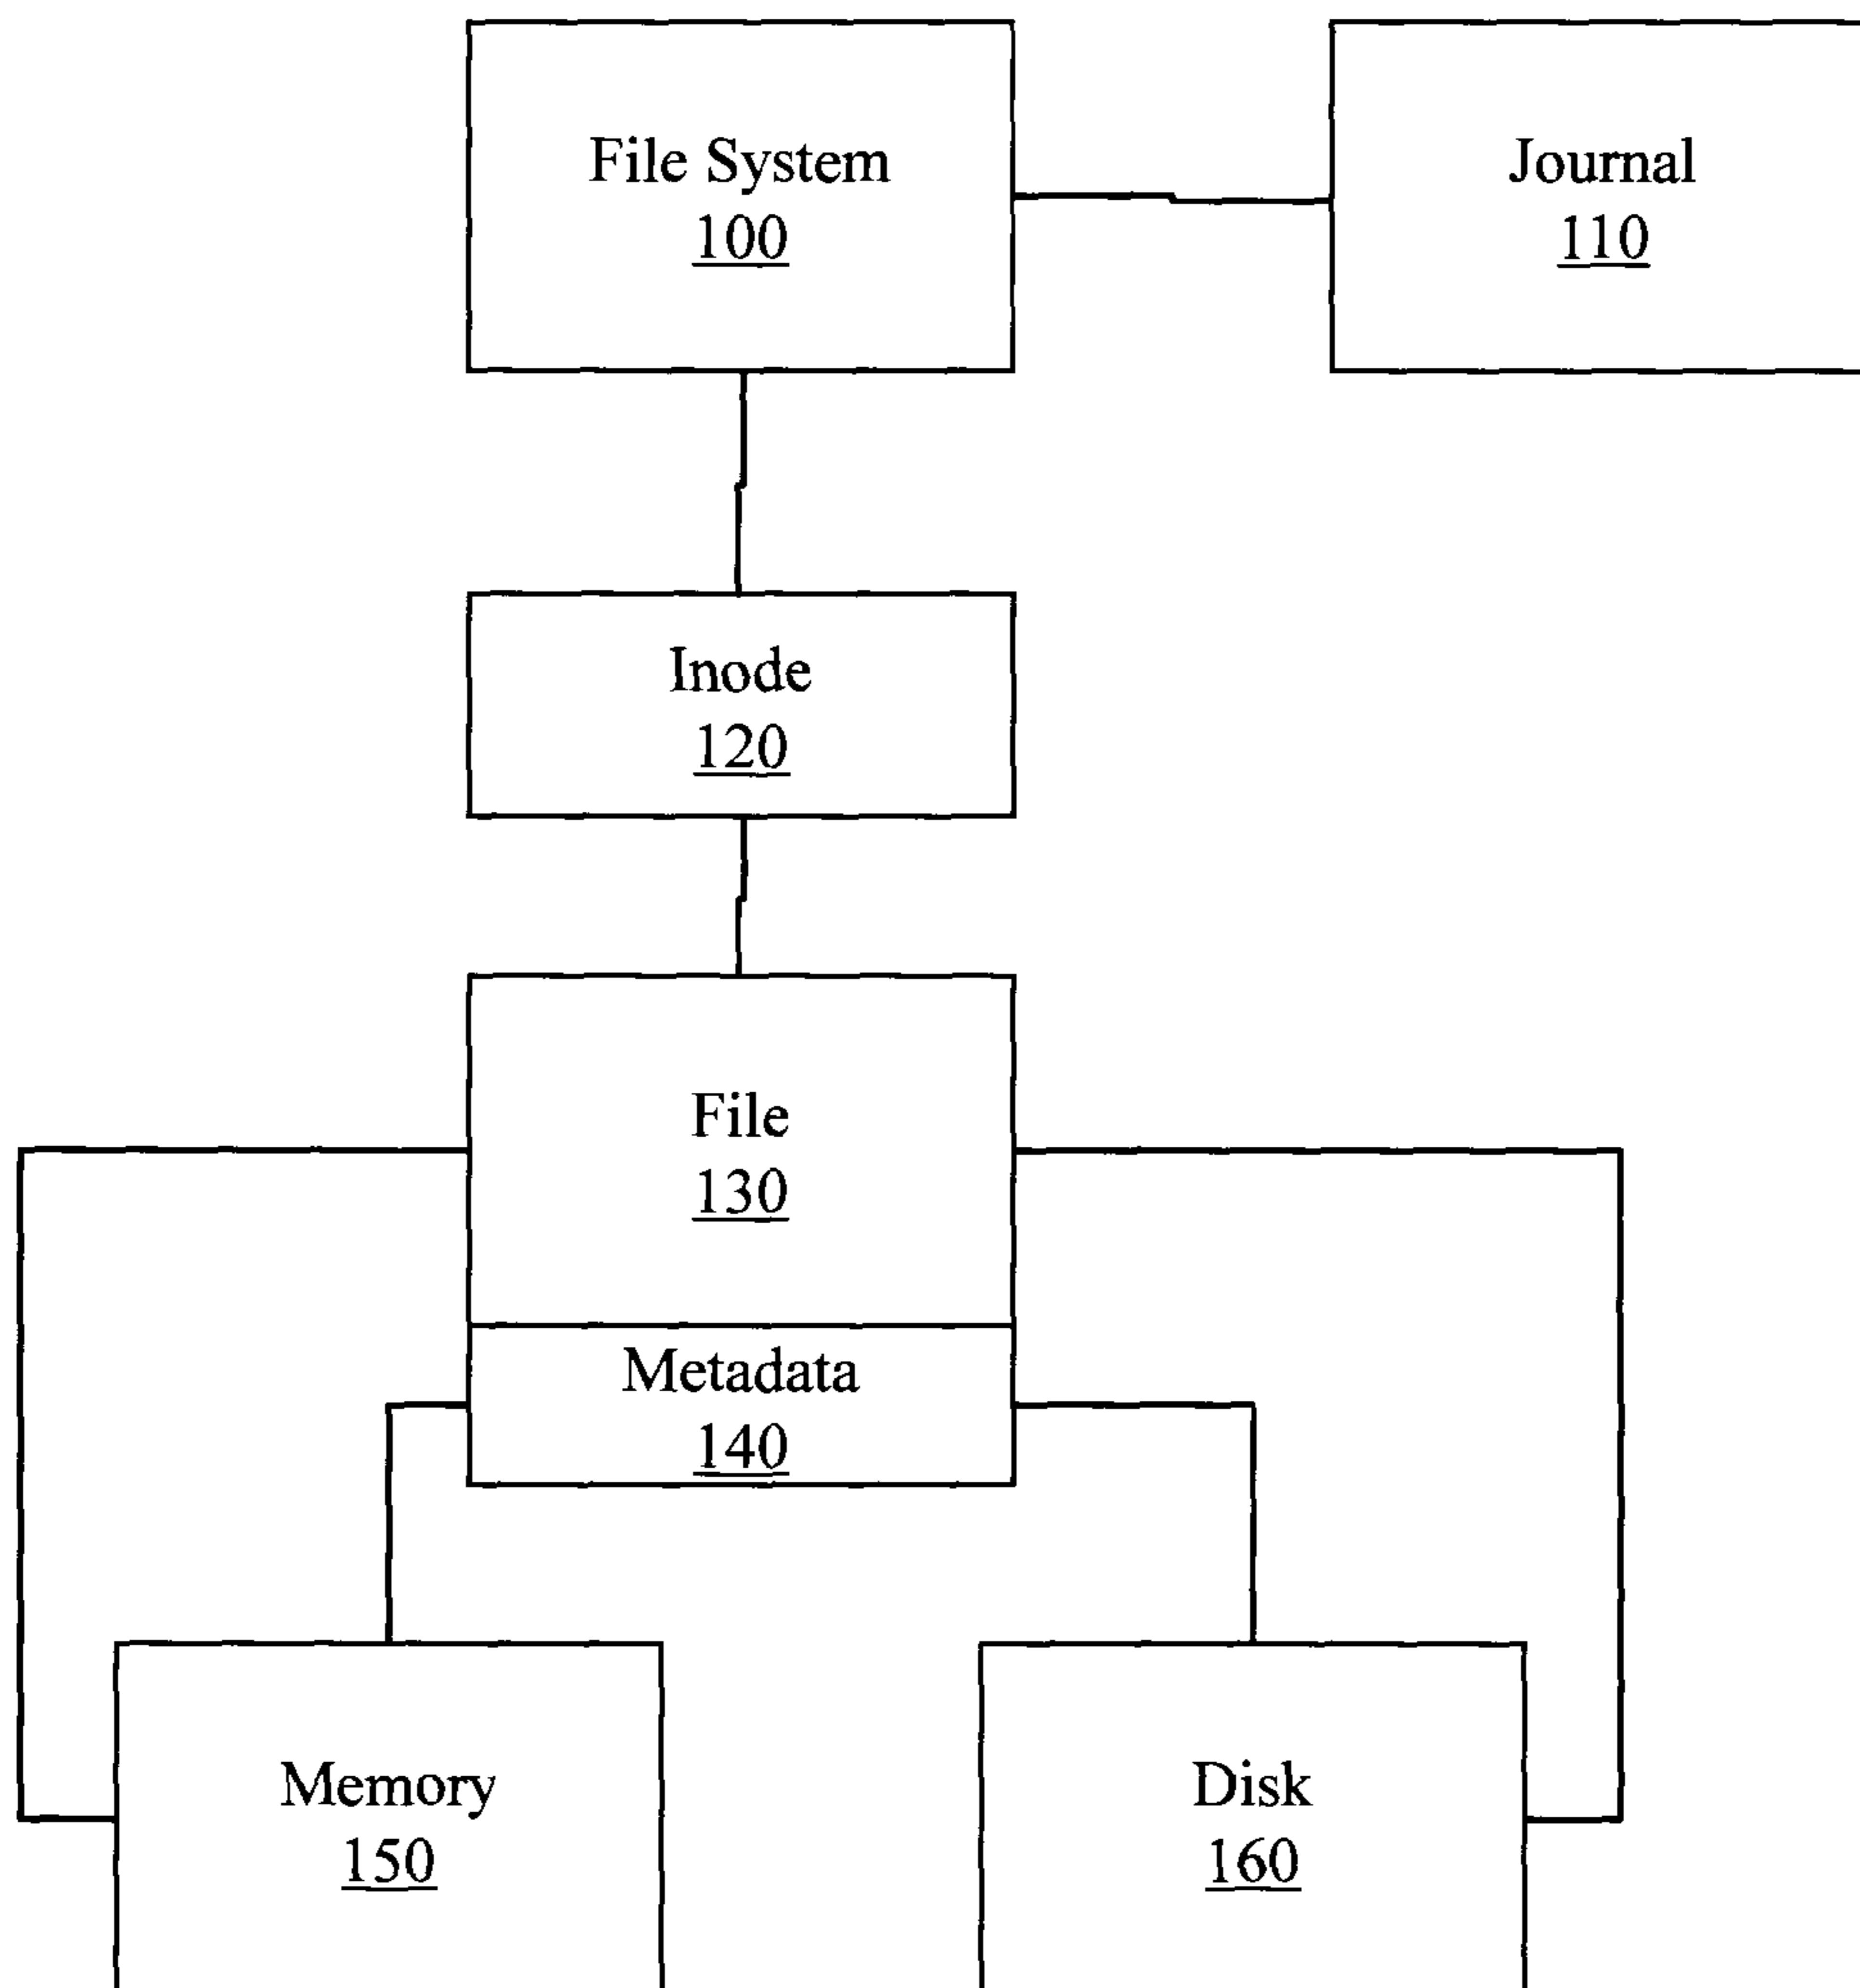 File System
100
Journal
110
Inode
120
File
130
Metadata
140
Memory
150
Disk
160